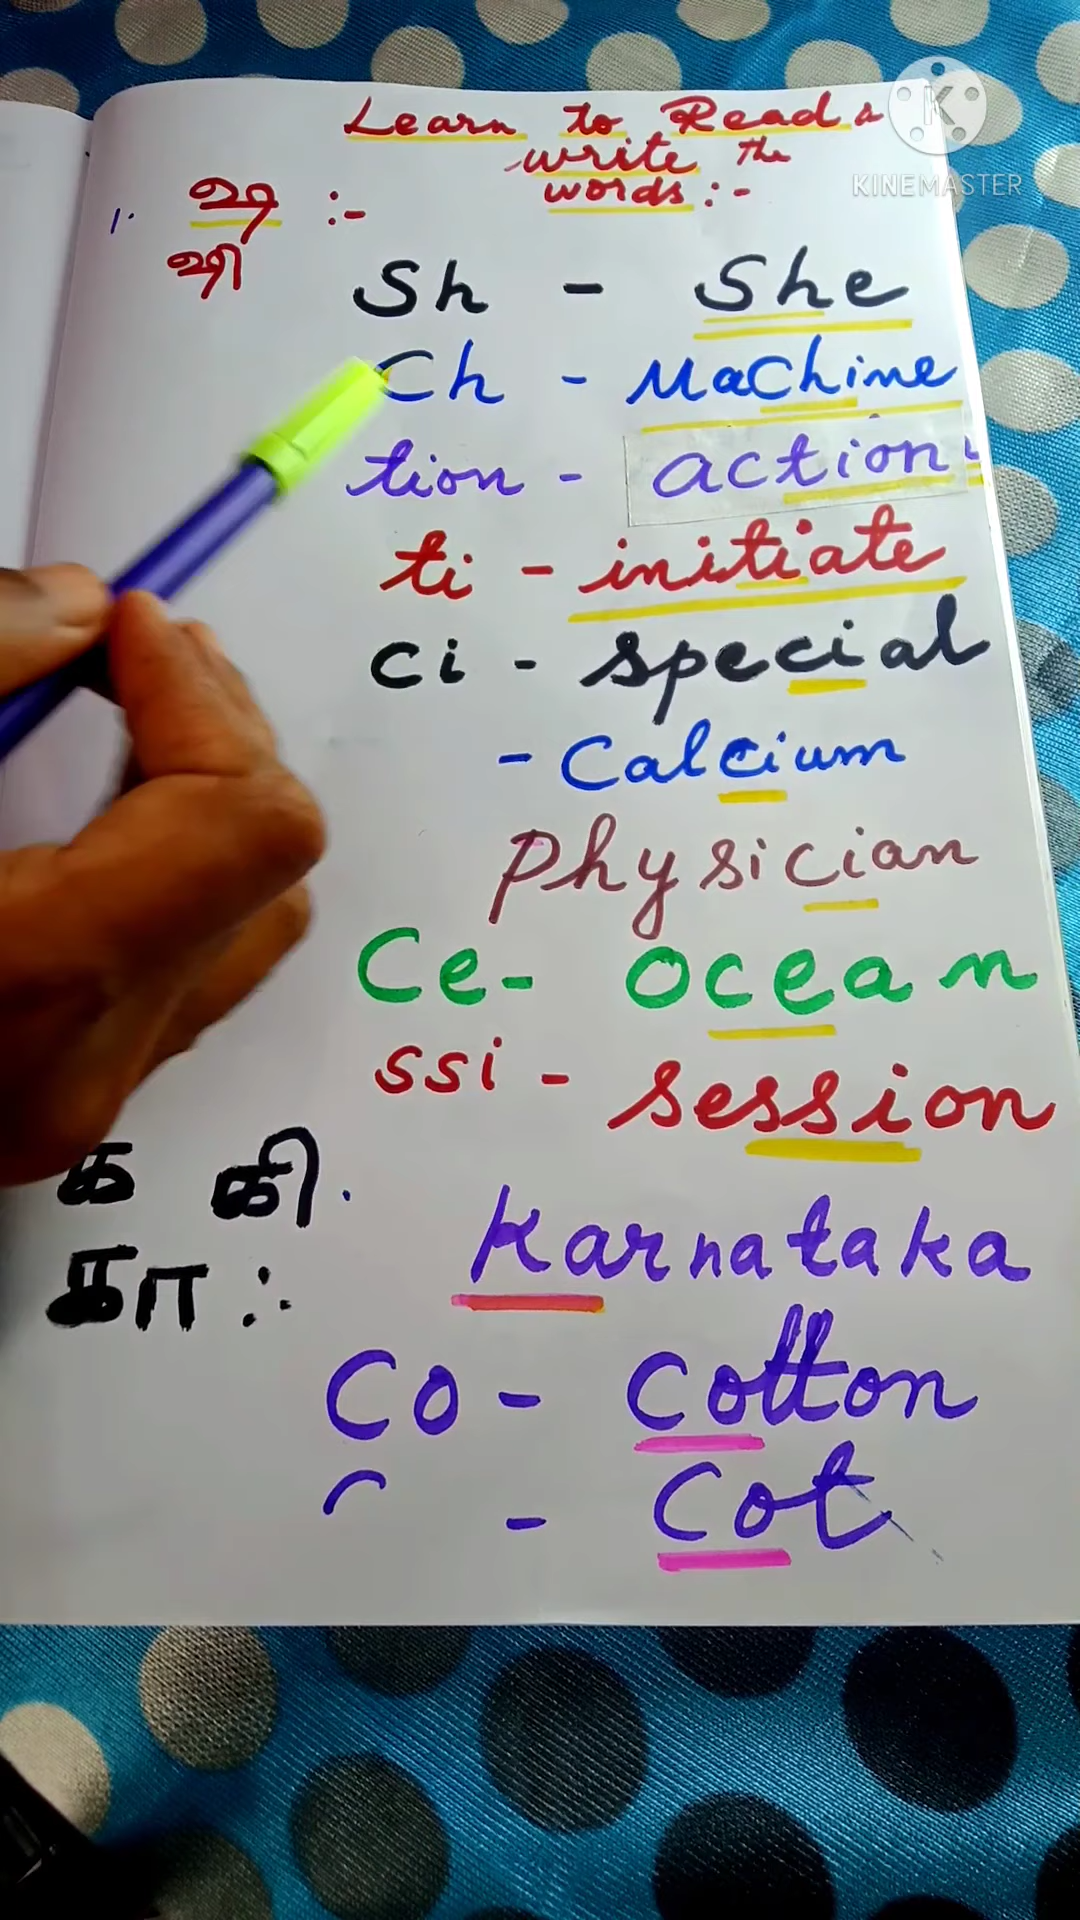 Learn to Read &
write the
words :-
KINEMASTER
1. ஷ :-
ஷி
Sh - She
Ch - Machine
tion - action
ti - initiate
ci - special
- Calcium
Physician
Ce - ocean
ssi - session
க கி .
Karnataka
கா :
Co - Cotton
- Cot